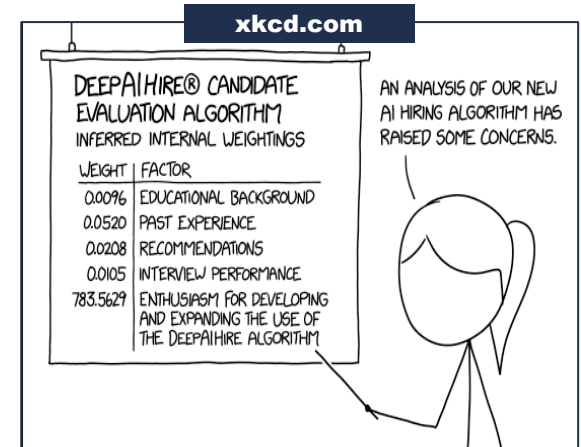 xkcd.com
DEEPAIHIRE® CANDIDATE
EVALUATION ALGORITHM
INFERRED INTERNAL WEIGHTINGS
WEIGHT FACTOR
0.0096 EDUCATIONAL BACKGROUND
0.0520 PAST EXPERIENCE
0.0208 RECOMMENDATIONS
0.0105 INTERVIEW PERFORMANCE
783.5629 ENTHUSIASM FOR DEVELOPING
AND EXPANDING THE USE OF
THE DEEPAIHIRE ALGORITHM
AN ANALYSIS OF OUR NEW
AI HIRING ALGORITHM HAS
RAISED SOME CONCERNS.